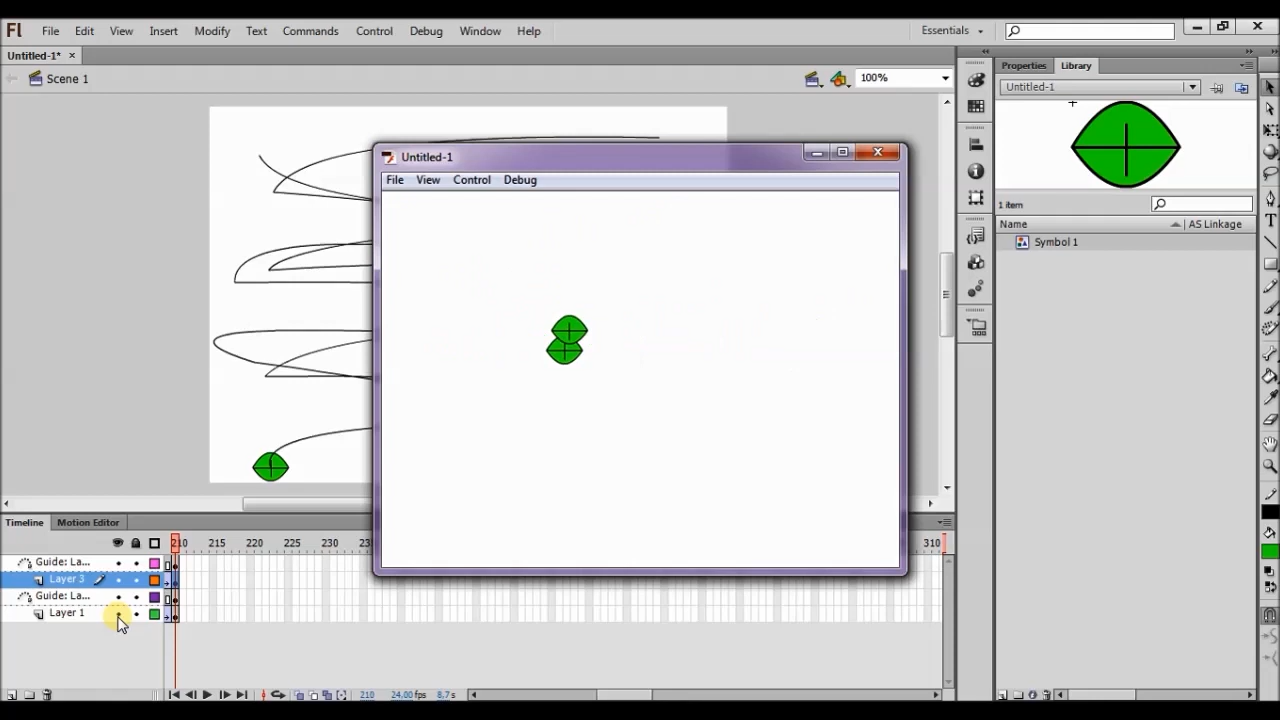 Fl File Edit View Insert Modify Text Commands Control Debug Window Help Essentials
Untitled-1* ×
Scene 1 100%
Properties Library
Untitled-1
1 item
Name AS Linkage
Symbol 1
Untitled-1
File View Control Debug
Timeline Motion Editor
210 215 220 225 230 310
Guide: La...
Layer 3
Guide: La...
Layer 1
210 24.00 fps 8,7 s